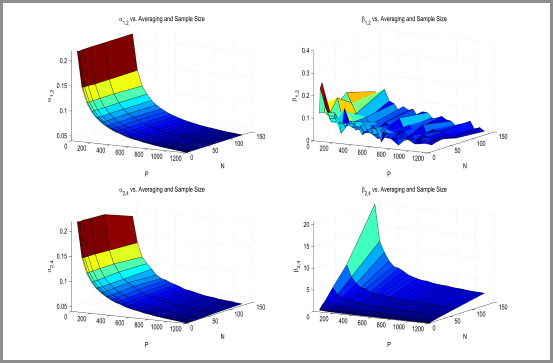 α1,2 vs. Averaging and Sample Size
β1,2 vs. Averaging and Sample Size
0.2
0.15
0.1
0.05
α1,2
200 400 600 800 1000 1200
P
0 50 100 150
N
0.4
0.3
0.2
0.1
0
β1,2
0 200 400 600 800 1000 1200
P
0 50 100 150
N
α2,4 vs. Averaging and Sample Size
β2,4 vs. Averaging and Sample Size
0.2
0.15
0.1
0.05
α2,4
200 400 600 800 1000 1200
P
0 50 100 150
N
20
15
10
5
0
β2,4
200 400 600 800 1000 1200
P
0 50 100 150
N